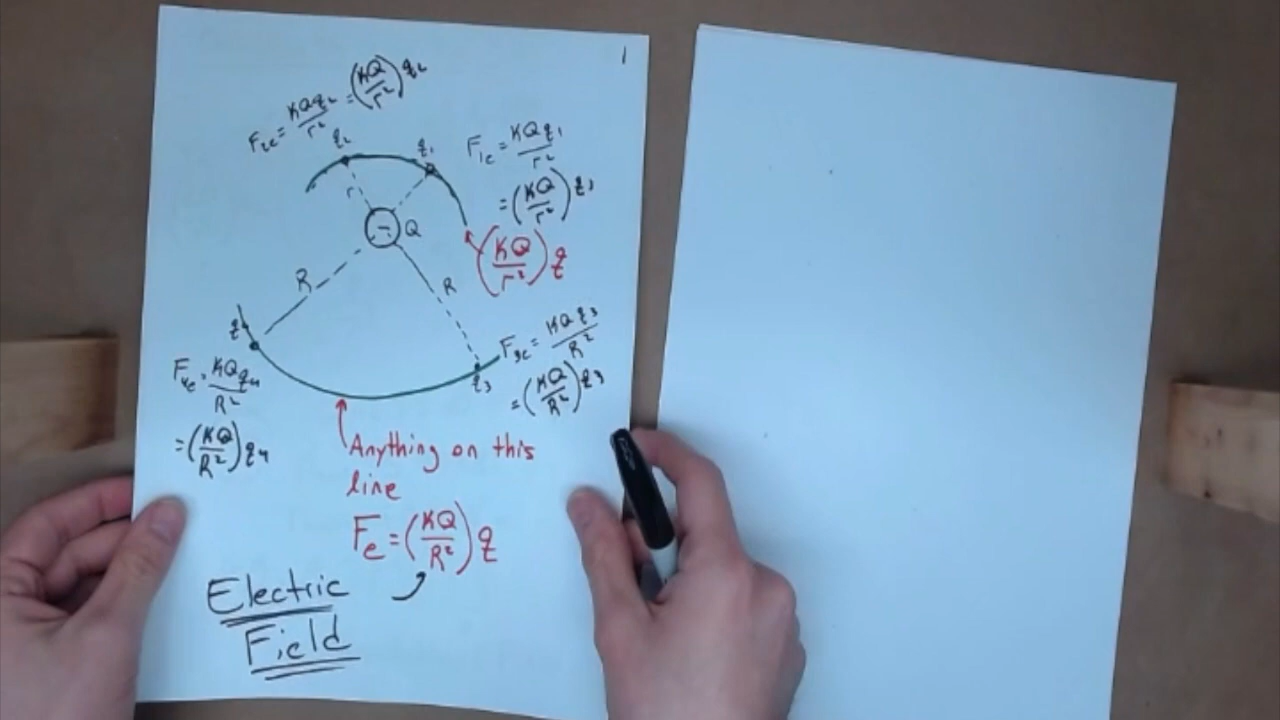 1
F₂e = KQq₂/r² = (KQ/r²)q₂
q₂
q₁
F₁e = KQq₁/r²
= (KQ/r²)q₁
r
−
Q
(KQ/r²)q
R
R
q
q₃
F₃e = KQq₃/R²
= (KQ/R²)q₃
F₄e = KQq₄/R²
= (KQ/R²)q₄
Anything on this
line
Fe = (KQ/R²)q
Electric
Field